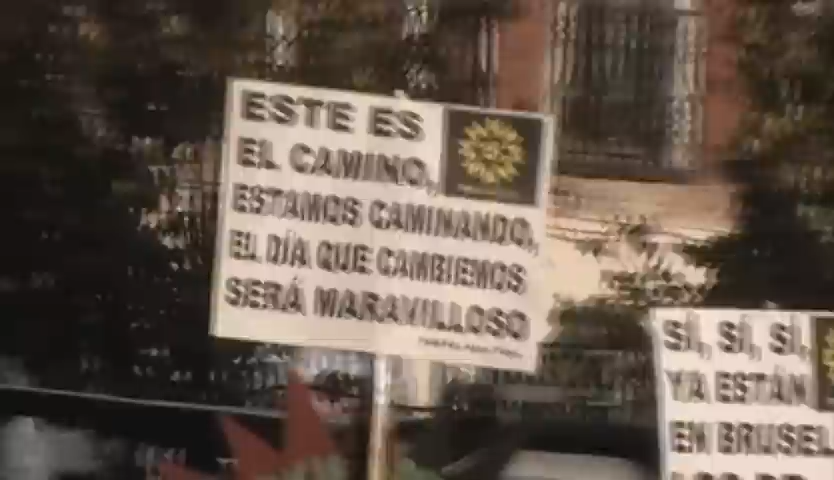 ESTE ES
EL CAMINO,
ESTAMOS CAMINANDO,
EL DÍA QUE CAMBIEMOS
SERÁ MARAVILLOSO
SÍ, SÍ, SÍ,
YA ESTÁN
EN BRUSEL